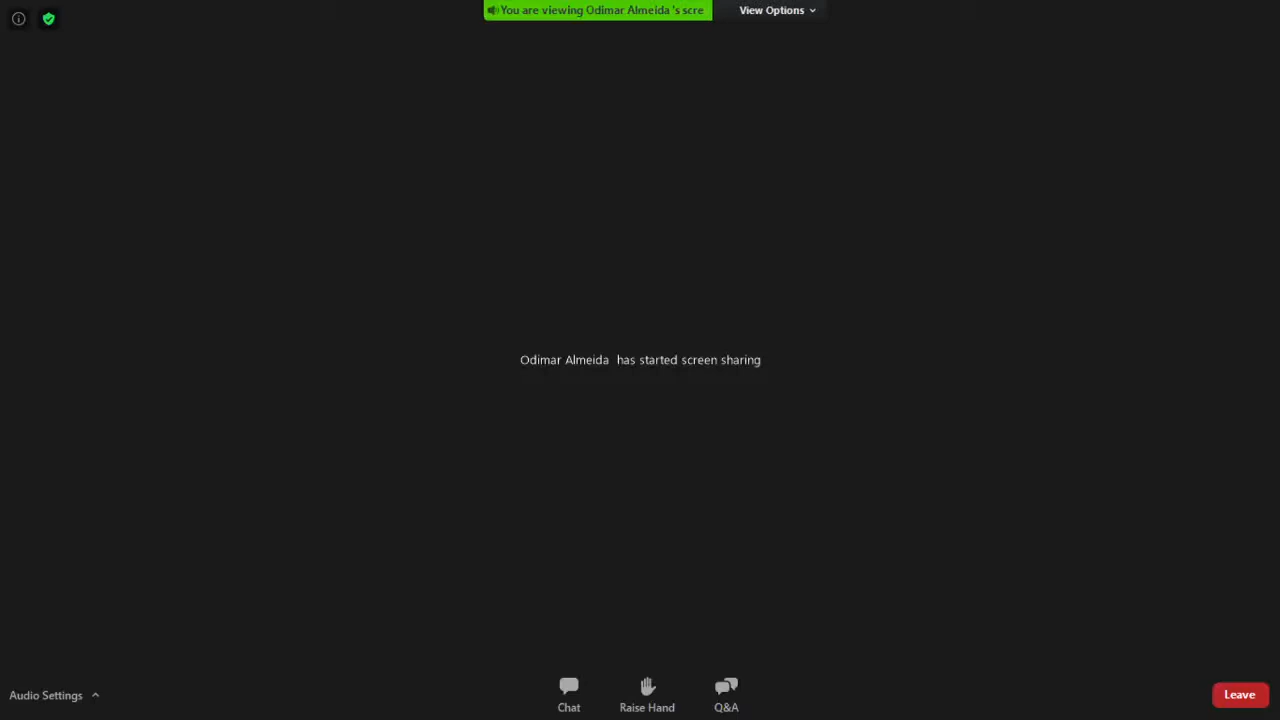 You are viewing Odimar Almeida 's scre
View Options
Odimar Almeida has started screen sharing
Audio Settings
Chat
Raise Hand
Q&A
Leave